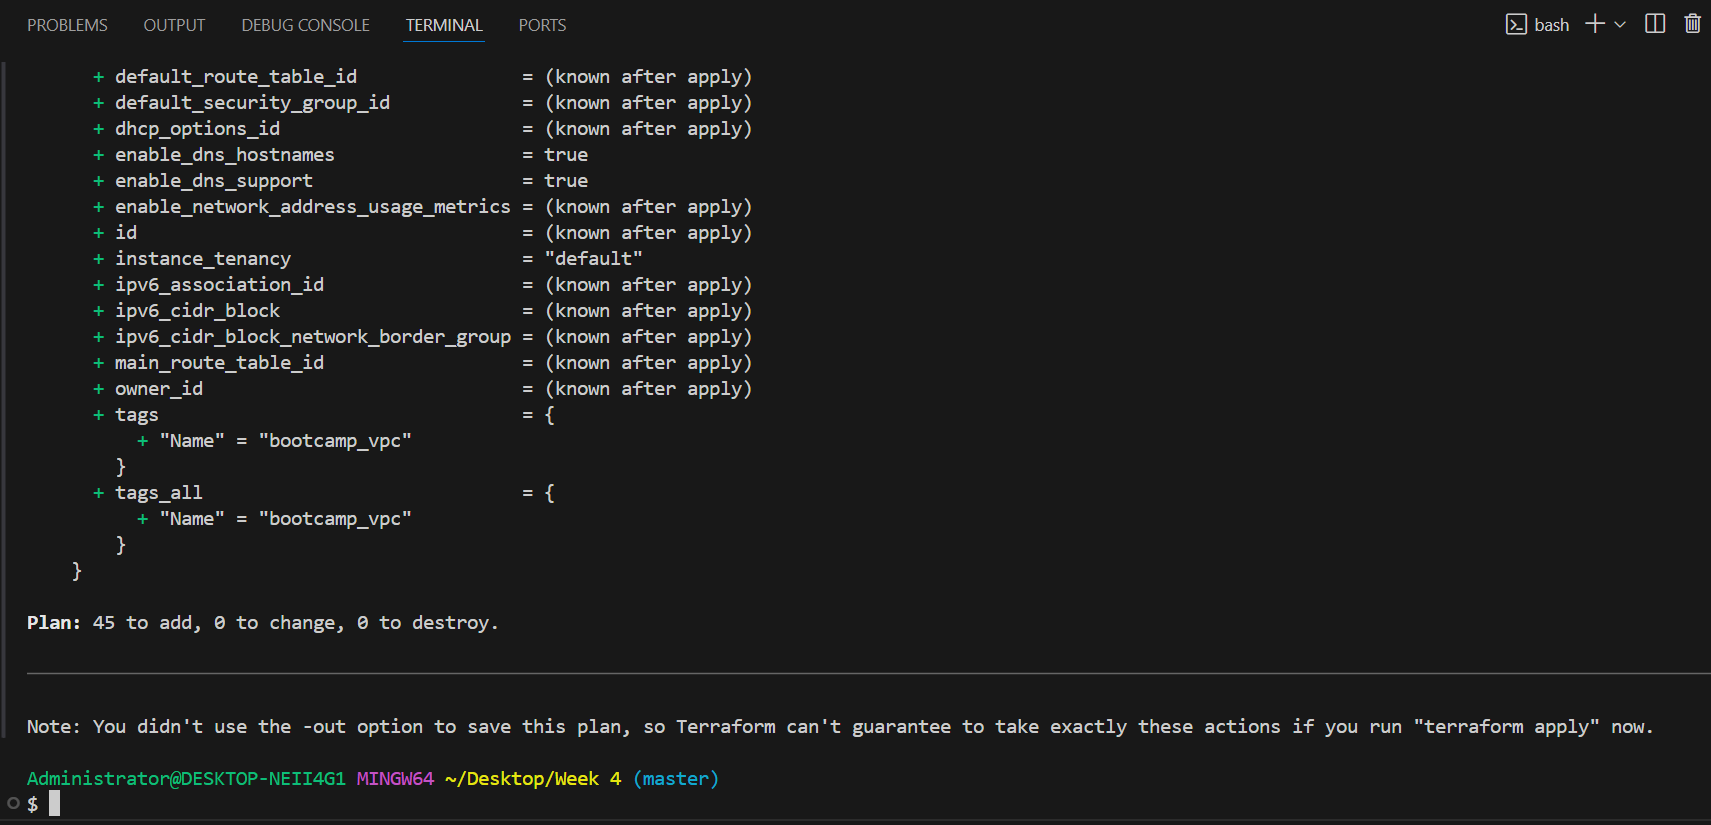 PROBLEMS OUTPUT DEBUG CONSOLE TERMINAL PORTS bash
+ default_route_table_id = (known after apply)
+ default_security_group_id = (known after apply)
+ dhcp_options_id = (known after apply)
+ enable_dns_hostnames = true
+ enable_dns_support = true
+ enable_network_address_usage_metrics = (known after apply)
+ id = (known after apply)
+ instance_tenancy = "default"
+ ipv6_association_id = (known after apply)
+ ipv6_cidr_block = (known after apply)
+ ipv6_cidr_block_network_border_group = (known after apply)
+ main_route_table_id = (known after apply)
+ owner_id = (known after apply)
+ tags = {
+ "Name" = "bootcamp_vpc"
}
+ tags_all = {
+ "Name" = "bootcamp_vpc"
}
}
Plan: 45 to add, 0 to change, 0 to destroy.
Note: You didn't use the -out option to save this plan, so Terraform can't guarantee to take exactly these actions if you run "terraform apply" now.
Administrator@DESKTOP-NEII4G1 MINGW64 ~/Desktop/Week 4 (master)
$